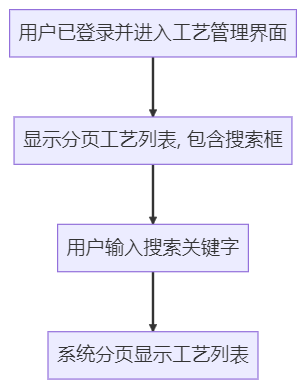 用户已登录并进入工艺管理界面
显示分页工艺列表, 包含搜索框
用户输入搜索关键字
系统分页显示工艺列表